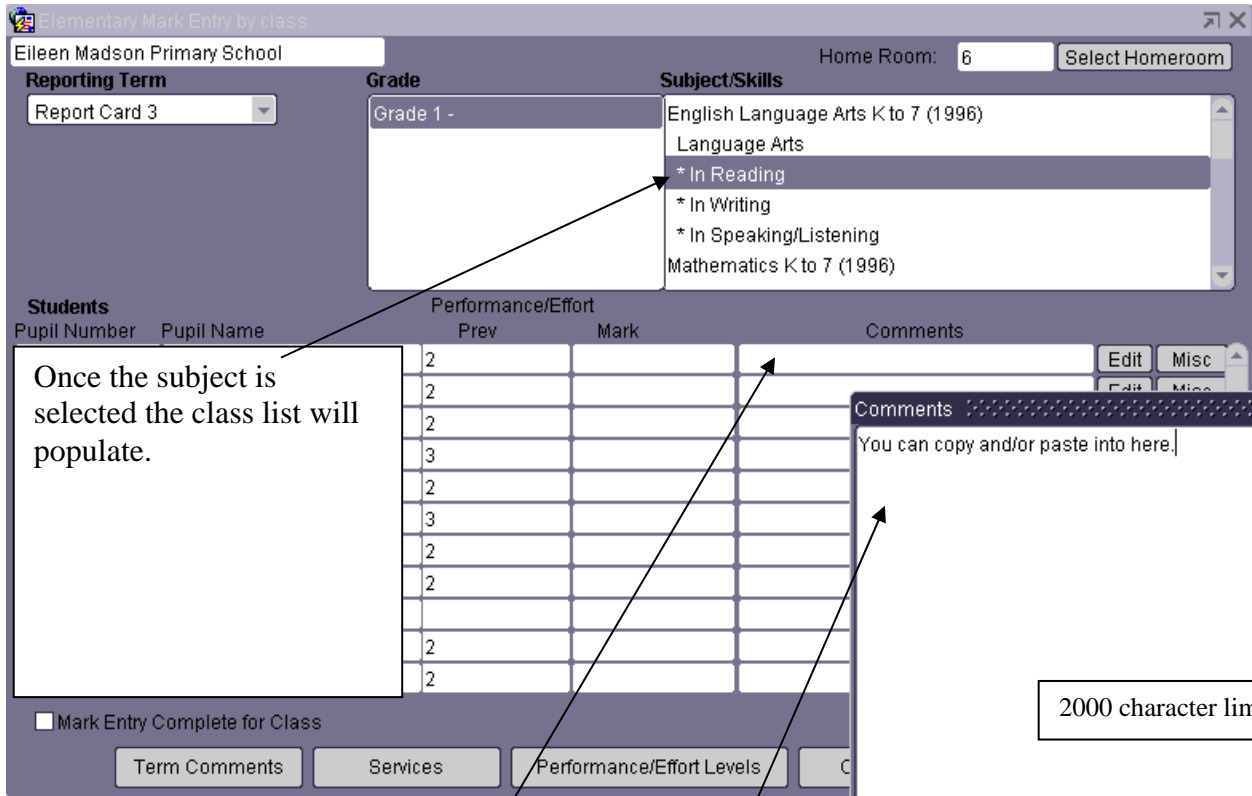 Elementary Mark Entry by class
Eileen Madson Primary School
Home Room: 6 Select Homeroom
Reporting Term Grade Subject/Skills
Report Card 3 Grade 1 - English Language Arts K to 7 (1996)
Language Arts
* In Reading
* In Writing
* In Speaking/Listening
Mathematics K to 7 (1996)
Students Performance/Effort
Pupil Number Pupil Name Prev Mark Comments
Once the subject is
selected the class list will
populate.
2 Edit Misc
2 Edit Misc
Comments
2
You can copy and/or paste into here.
3
2
3
2
2
2
2
2000 character
Mark Entry Complete for Class
Term Comments Services Performance/Effort Levels